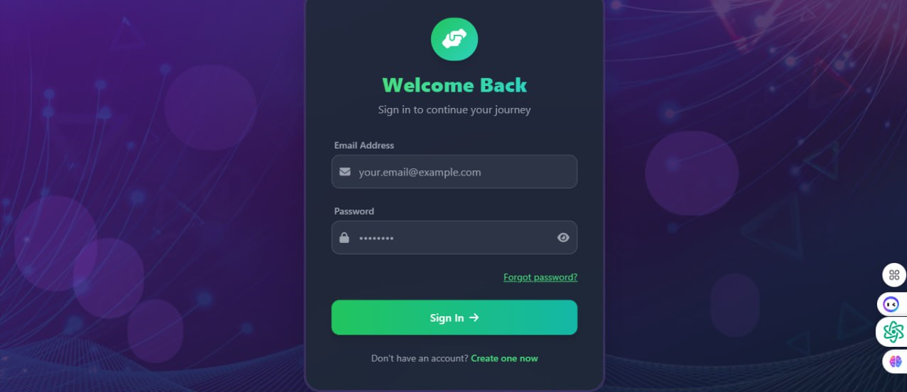 Welcome Back
Sign in to continue your journey
Email Address
your.email@example.com
Password
••••••••
Forgot password?
Sign In →
Don't have an account? Create one now